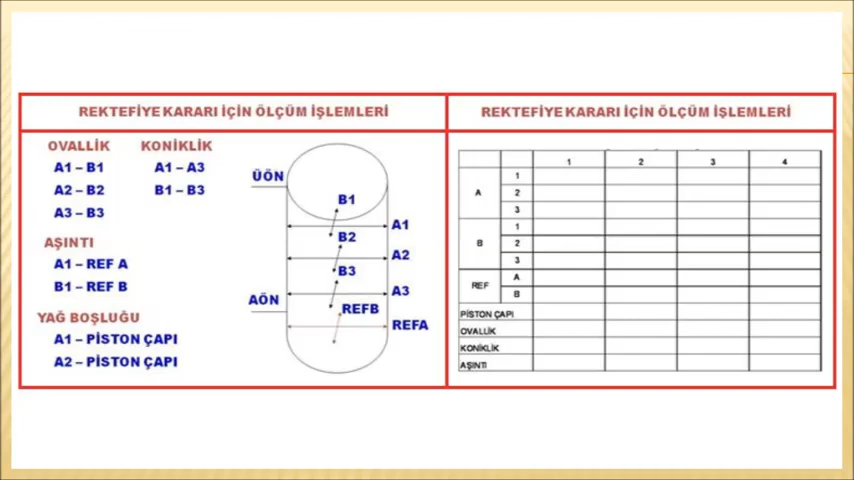 REKTEFİYE KARARI İÇİN ÖLÇÜM İŞLEMLERİ
OVALLİK KONİKLİK
A1 – B1 A1 – A3
A2 – B2 B1 – B3
A3 – B3
AŞINTI
A1 – REF A
B1 – REF B
YAĞ BOŞLUĞU
A1 – PİSTON ÇAPI
A2 – PİSTON ÇAPI
ÜÖN
B1
A1
B2
A2
B3
A3
AÖN
REFB
REFA
REKTEFİYE KARARI İÇİN ÖLÇÜM İŞLEMLERİ
1 2 3 4
A 1
2
3
B 1
2
3
REF A
B
PİSTON ÇAPI
OVALLİK
KONİKLİK
AŞINTI